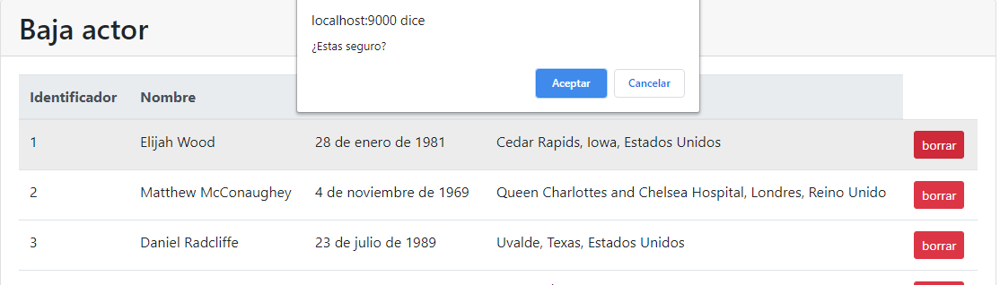 Baja actor
localhost:9000 dice
¿Estas seguro?
Aceptar Cancelar
Identificador Nombre
1 Elijah Wood 28 de enero de 1981 Cedar Rapids, Iowa, Estados Unidos borrar
2 Matthew McConaughey 4 de noviembre de 1969 Queen Charlottes and Chelsea Hospital, Londres, Reino Unido borrar
3 Daniel Radcliffe 23 de julio de 1989 Uvalde, Texas, Estados Unidos borrar